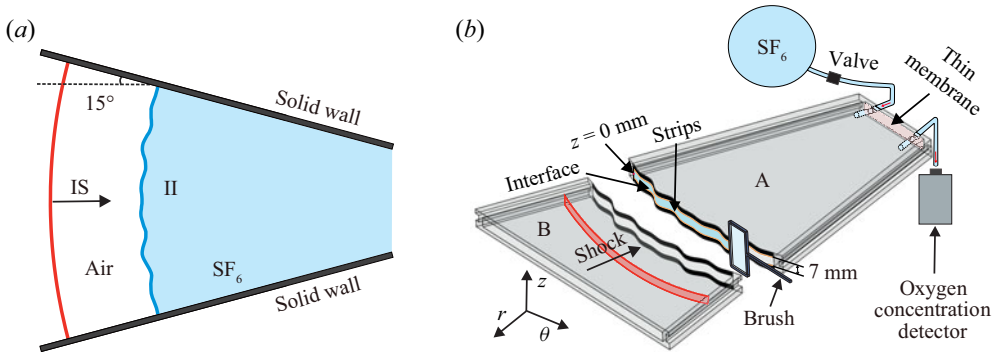 (a)
15°
Solid wall
IS
II
Air
SF6
Solid wall
(b)
SF6
Valve
Thin
membrane
z = 0 mm
Strips
Interface
A
B
Shock
7 mm
z
r
θ
Brush
Oxygen
concentration
detector